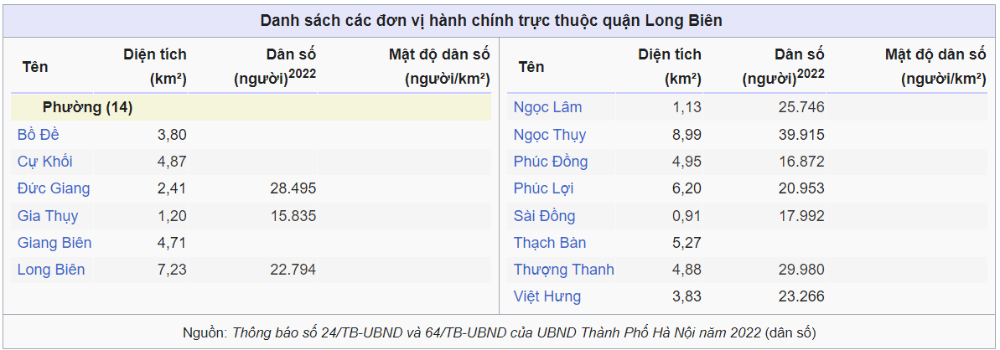 Danh sách các đơn vị hành chính trực thuộc quận Long Biên
Tên Diện tích (km²) Dân số (người)2022 Mật độ dân số (người/km²)
Phường (14)
Bồ Đề 3,80
Cự Khối 4,87
Đức Giang 2,41 28.495
Gia Thụy 1,20 15.835
Giang Biên 4,71
Long Biên 7,23 22.794
Tên Diện tích (km²) Dân số (người)2022 Mật độ dân số (người/km²)
Ngọc Lâm 1,13 25.746
Ngọc Thụy 8,99 39.915
Phúc Đồng 4,95 16.872
Phúc Lợi 6,20 20.953
Sài Đồng 0,91 17.992
Thạch Bàn 5,27
Thượng Thanh 4,88 29.980
Việt Hưng 3,83 23.266
Nguồn: Thông báo số 24/TB-UBND và 64/TB-UBND của UBND Thành Phố Hà Nội năm 2022 (dân số)